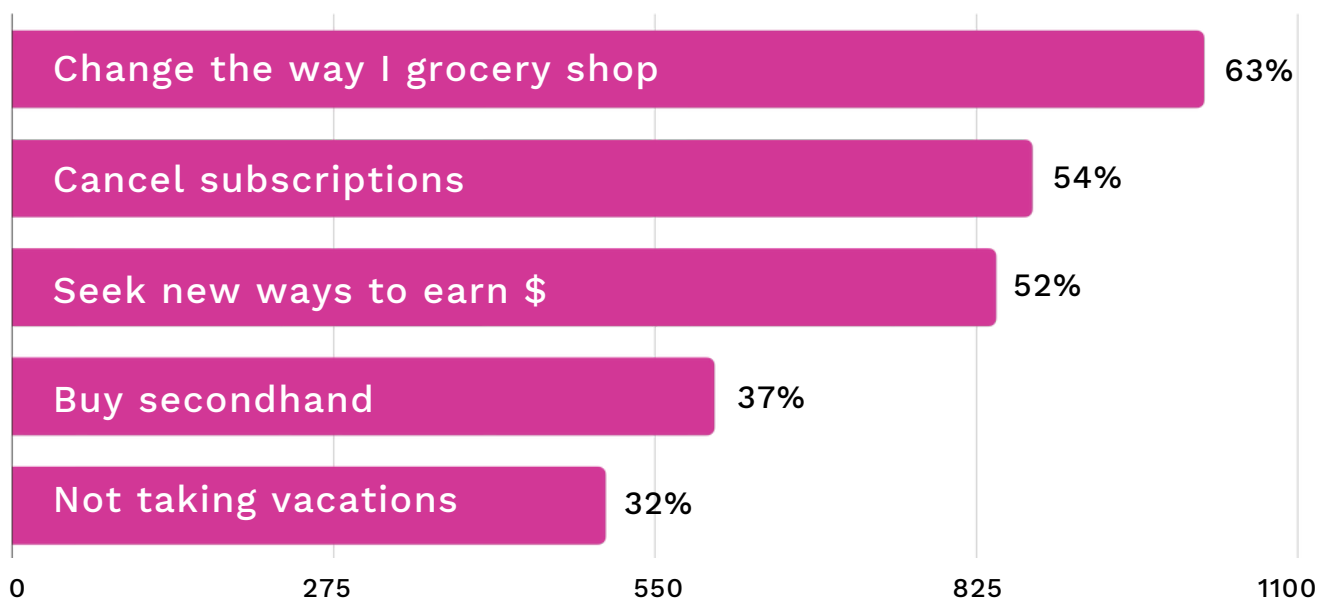 Change the way I grocery shop 63%
Cancel subscriptions 54%
Seek new ways to earn $ 52%
Buy secondhand 37%
Not taking vacations 32%
0 275 550 825 1100